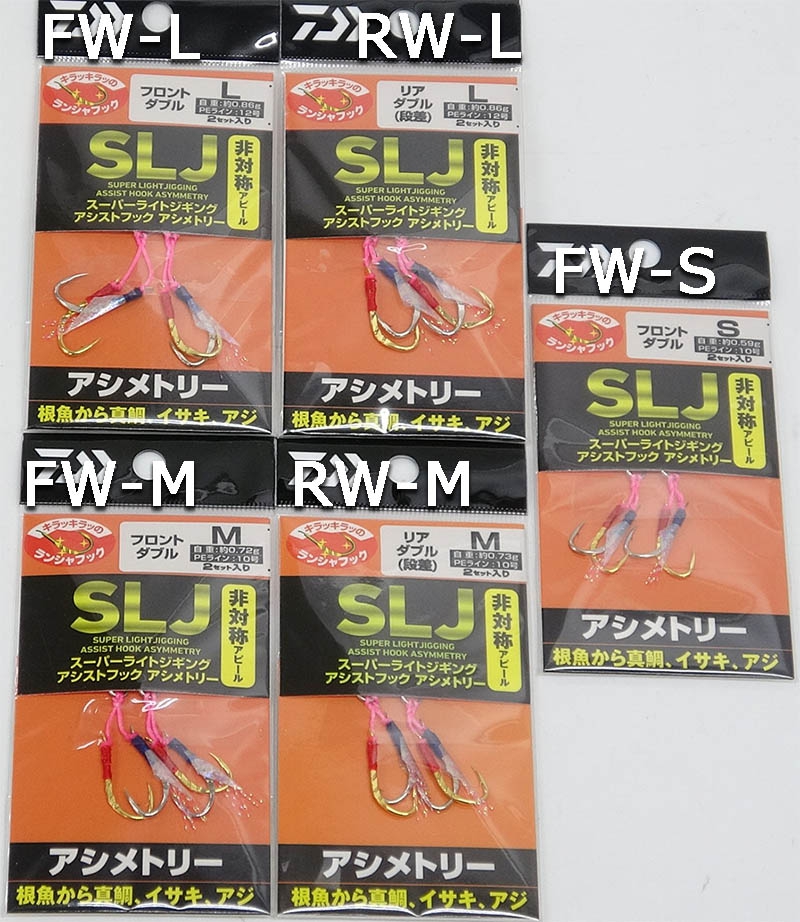 FW-L
キラッキラッの
ランジャフック
フロント
ダブル
L
自重:約0.86g
PEライン:12号
2セット入り
SLJ
SUPER LIGHTJIGGING
ASSIST HOOK ASYMMETRY
スーパーライトジギング
アシストフック アシメトリー
非対称アピール
アシメトリー
根魚から真鯛、イサキ、アジ
RW-L
キラッキラッの
ランジャフック
リア
ダブル
(段差)
L
自重:約0.86g
PEライン:12号
2セット入り
SLJ
SUPER LIGHTJIGGING
ASSIST HOOK ASYMMETRY
スーパーライトジギング
アシストフック アシメトリー
非対称アピール
アシメトリー
根魚から真鯛、イサキ、アジ
FW-S
キラッキラッの
ランジャフック
フロント
ダブル
S
自重:約0.59g
PEライン:10号
2セット入り
SLJ
SUPER LIGHTJIGGING
ASSIST HOOK ASYMMETRY
スーパーライトジギング
アシストフック アシメトリー
非対称アピール
アシメトリー
根魚から真鯛、イサキ、アジ
FW-M
キラッキラッの
ランジャフック
フロント
ダブル
M
自重:約0.72g
PEライン:10号
2セット入り
SLJ
SUPER LIGHTJIGGING
ASSIST HOOK ASYMMETRY
スーパーライトジギング
アシストフック アシメトリー
非対称アピール
アシメトリー
根魚から真鯛、イサキ、アジ
RW-M
キラッキラッの
ランジャフック
リア
ダブル
(段差)
M
自重:約0.73g
PEライン:10号
2セット入り
SLJ
SUPER LIGHTJIGGING
ASSIST HOOK ASYMMETRY
スーパーライトジギング
アシストフック アシメトリー
非対称アピール
アシメトリー
根魚から真鯛、イサキ、アジ